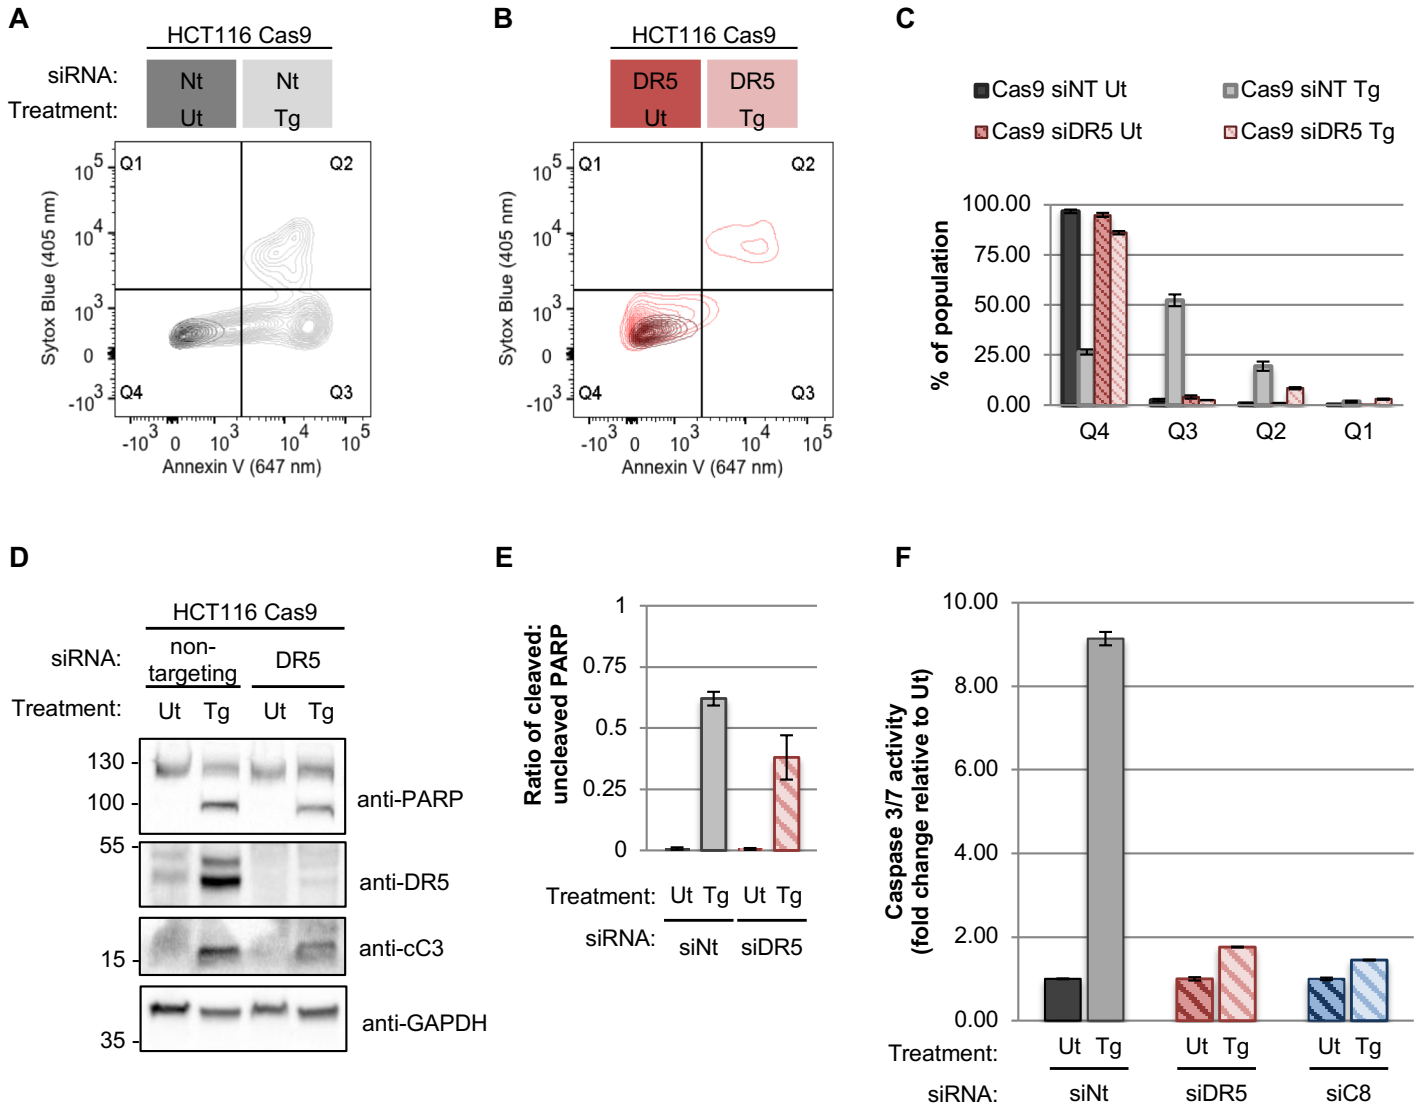 A
HCT116 Cas9
siRNA: Nt Nt
Treatment: Ut Tg
Q1 Q2
Q4 Q3
10^5
10^4
10^3
0
-10^3
Sytox Blue (405 nm)
-10^3 0 10^3 10^4 10^5
Annexin V (647 nm)
B
HCT116 Cas9
DR5 DR5
Ut Tg
Q1 Q2
Q4 Q3
10^5
10^4
10^3
0
-10^3
Sytox Blue (405 nm)
-10^3 0 10^3 10^4 10^5
Annexin V (647 nm)
C
Cas9 siNT Ut Cas9 siNT Tg
Cas9 siDR5 Ut Cas9 siDR5 Tg
% of population
100.00
75.00
50.00
25.00
0.00
Q4 Q3 Q2 Q1
D
HCT116 Cas9
siRNA: non-targeting DR5
Treatment: Ut Tg Ut Tg
130 -
100 -
anti-PARP
55 -
anti-DR5
15 -
anti-cC3
35 -
anti-GAPDH
E
Ratio of cleaved:
uncleaved PARP
1
0.75
0.5
0.25
0
Treatment: Ut Tg Ut Tg
siRNA: siNt siDR5
F
Caspase 3/7 activity
(fold change relative to Ut)
10.00
8.00
6.00
4.00
2.00
0.00
Treatment: Ut Tg Ut Tg Ut Tg
siRNA: siNt siDR5 siC8